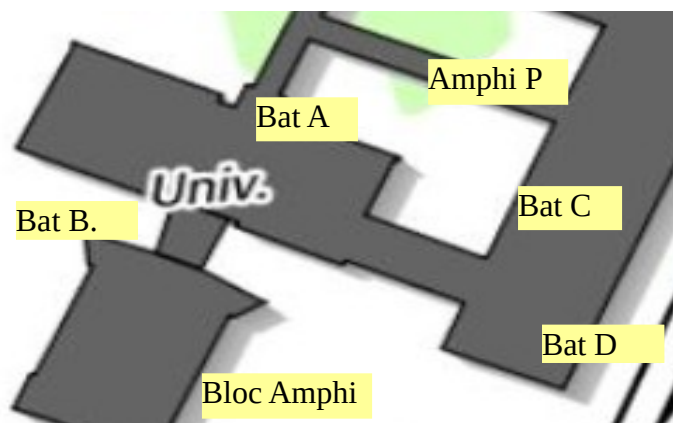 Amphi P
Bat A
Univ.
Bat C
Bat B.
Bat D
Bloc Amphi